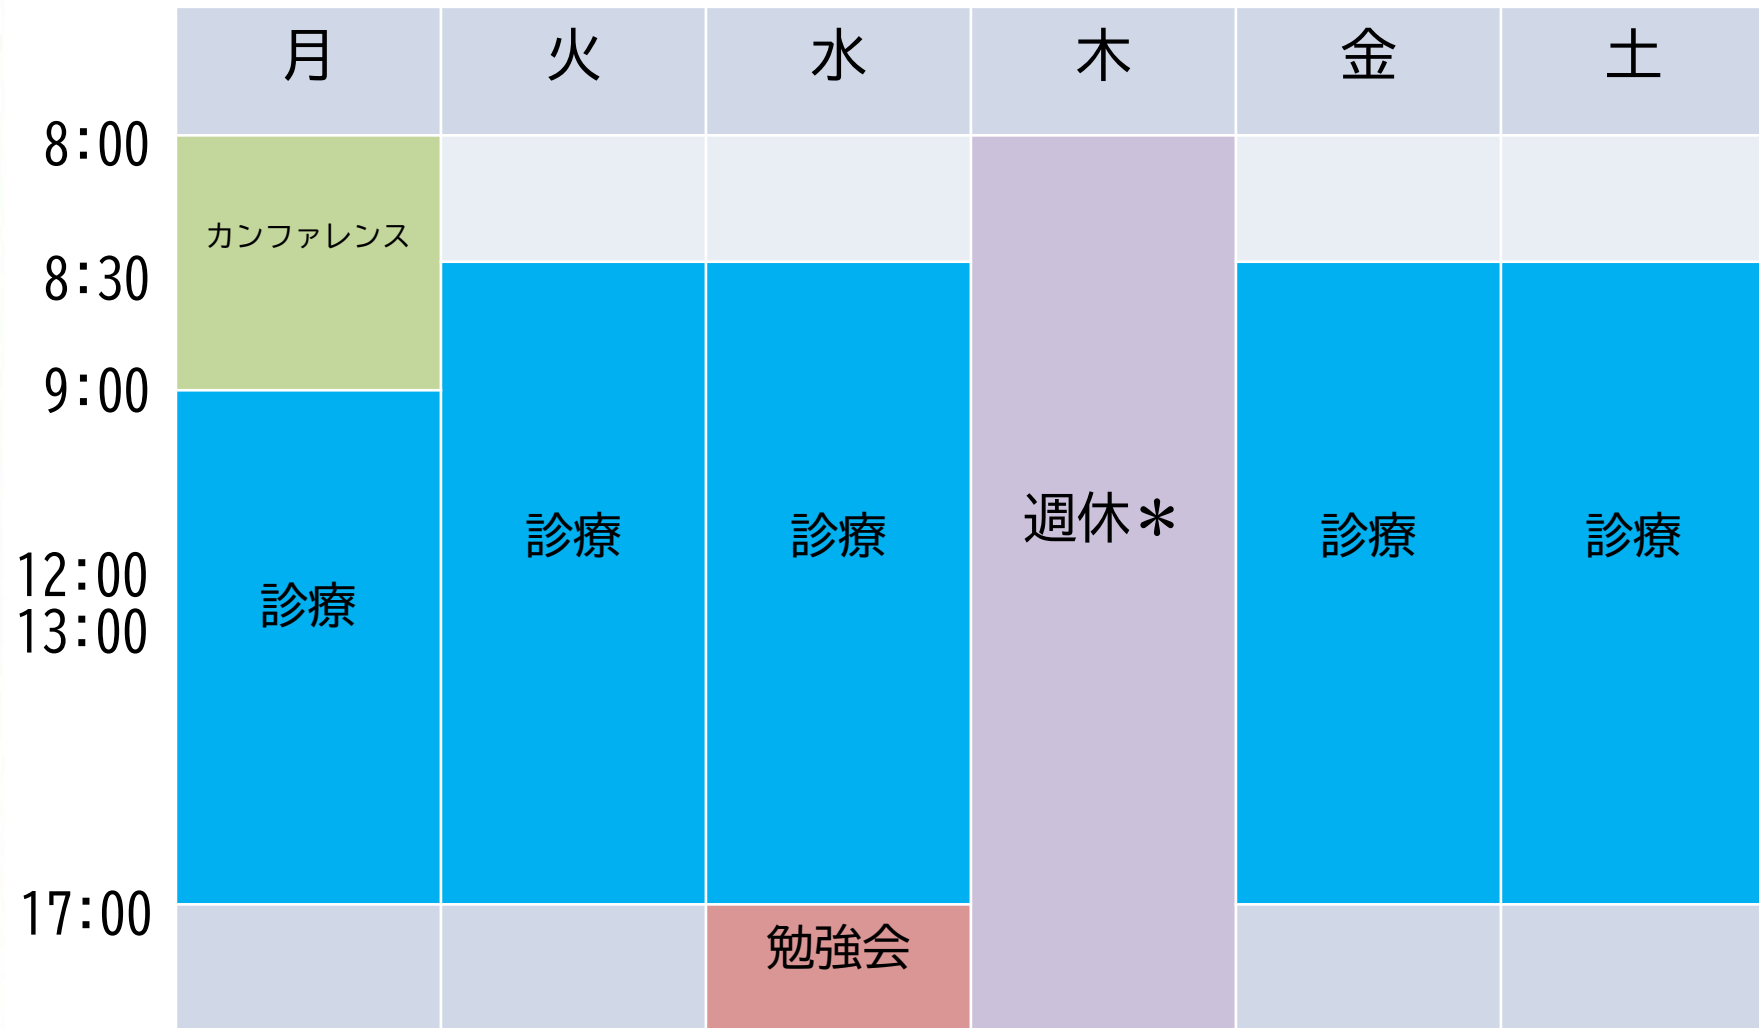 月 火 水 木 金 土
8:00
カンファレンス
8:30
9:00
診療 診療 週休＊ 診療 診療
12:00
診療
13:00
17:00
勉強会